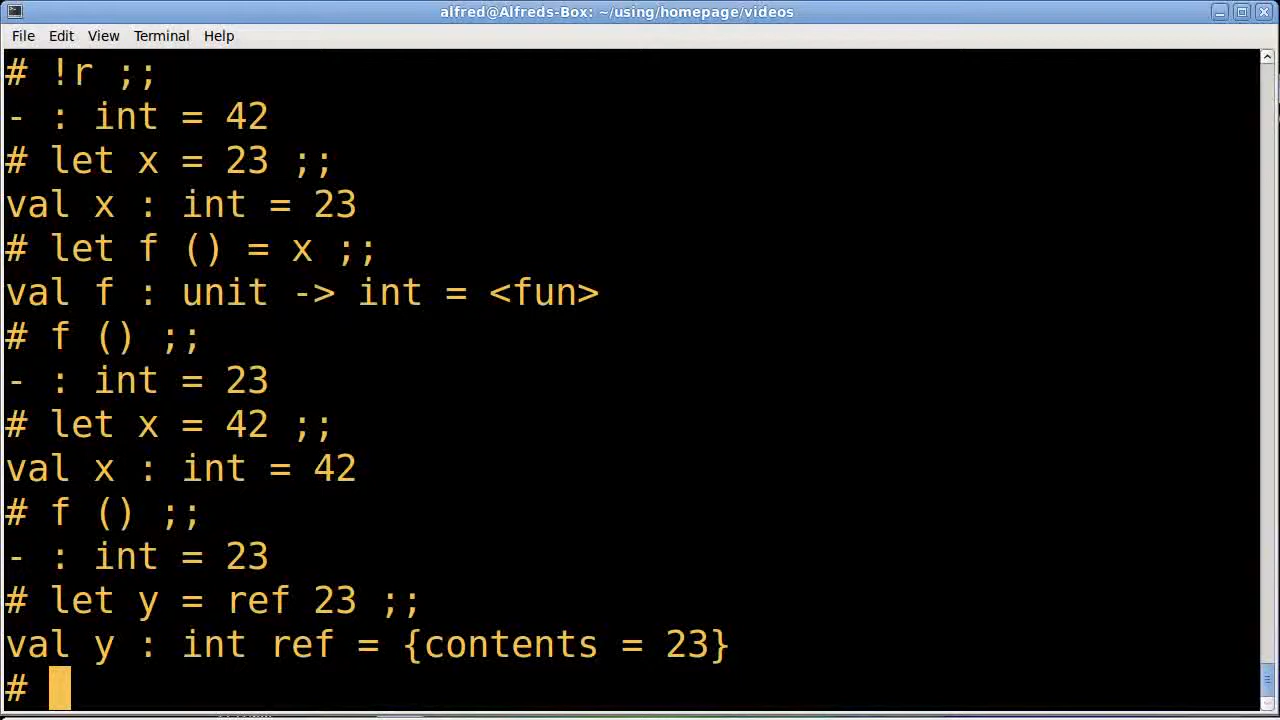 alfred@Alfreds-Box: ~/using/homepage/videos
File Edit View Terminal Help
# !r ;;
- : int = 42
# let x = 23 ;;
val x : int = 23
# let f () = x ;;
val f : unit -> int = <fun>
# f () ;;
- : int = 23
# let x = 42 ;;
val x : int = 42
# f () ;;
- : int = 23
# let y = ref 23 ;;
val y : int ref = {contents = 23}
#